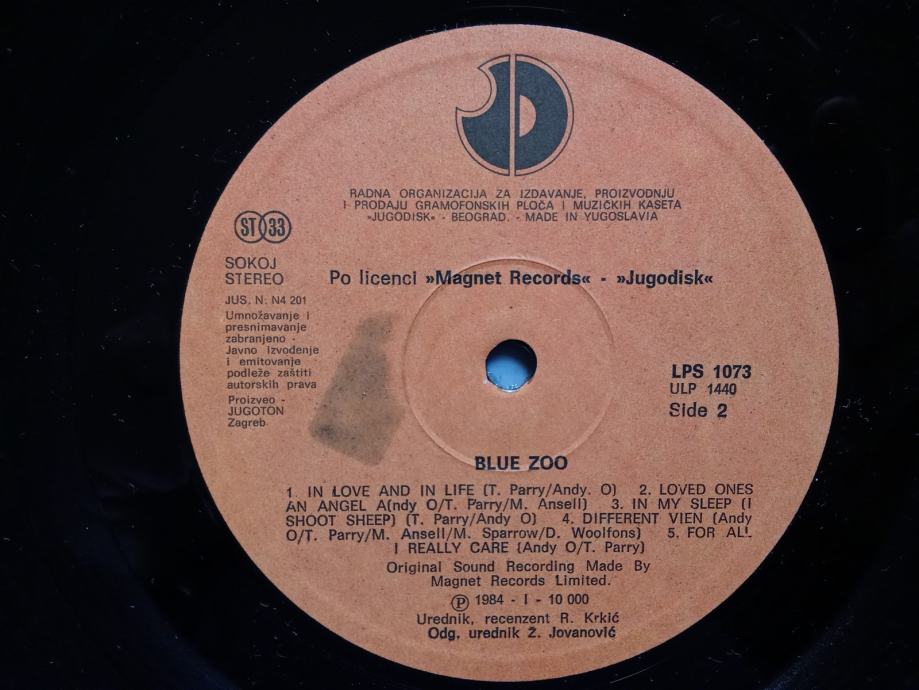 JD
RADNA ORGANIZACIJA ZA IZDAVANJE, PROIZVODNJU
I PRODAJU GRAMOFONSKIH PLOČA I MUZIČKIH KASETA
»JUGODISK« - BEOGRAD. - MADE IN YUGOSLAVIA
ST 33
SOKOJ
STEREO
JUS. N: N4 201
Umnožavanje i
presnimavanje
zabranjeno -
Javno izvođenje
i emitovanje
podleže zaštiti
autorskih prava
Proizveo -
JUGOTON
Zagreb
Po licenci »Magnet Records« - »Jugodisk«
LPS 1073
ULP 1440
Side 2
BLUE ZOO
1. IN LOVE AND IN LIFE (T. Parry/Andy. O) 2. LOVED ONES
AN ANGEL A(ndy O/T. Parry/M. Ansell) 3. IN MY SLEEP (I
SHOOT SHEEP) (T. Parry/Andy O) 4. DIFFERENT VIEN (Andy
O/T. Parry/M. Ansell/M. Sparrow/D. Woolfons) 5. FOR ALL
I REALLY CARE (Andy O/T. Parry)
Original Sound Recording Made By
Magnet Records Limited.
Ⓟ 1984 - I - 10 000
Urednik, recenzent R. Krkić
Odg, urednik Ž. Jovanović